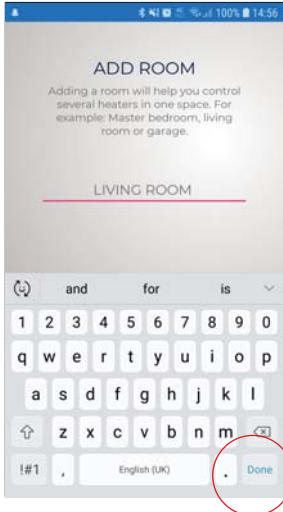 100% 14:56
ADD ROOM
Adding a room will help you control
several heaters in one space. For
example: Master bedroom, living
room or garage.
LIVING ROOM
and for is
1 2 3 4 5 6 7 8 9 0
q w e r t y u i o p
a s d f g h j k l
z x c v b n m
!#1 , English (UK) . Done